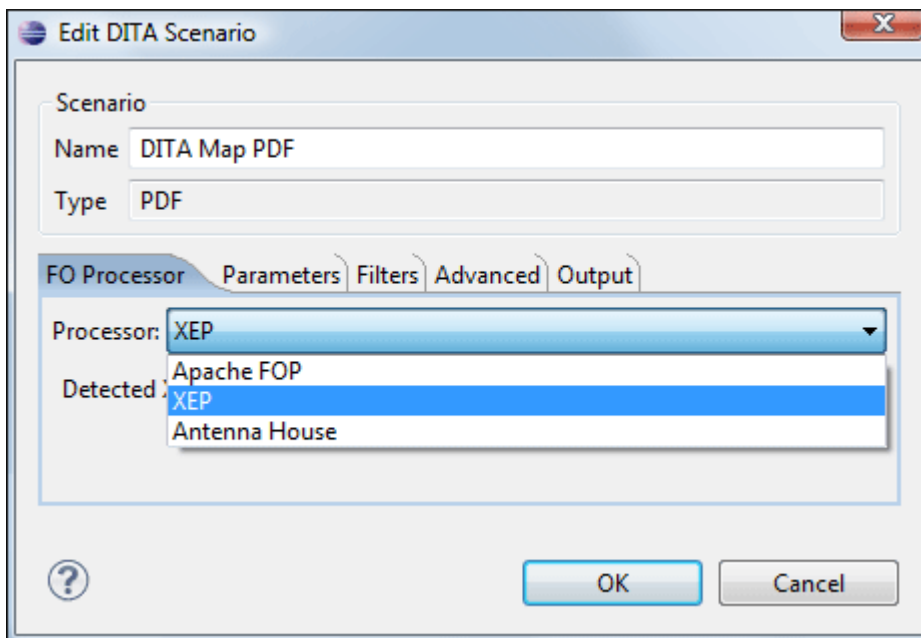 Edit DITA Scenario
Scenario
Name DITA Map PDF
Type PDF
FO Processor Parameters Filters Advanced Output
Processor: XEP
Apache FOP
Detected
XEP
Antenna House
OK Cancel